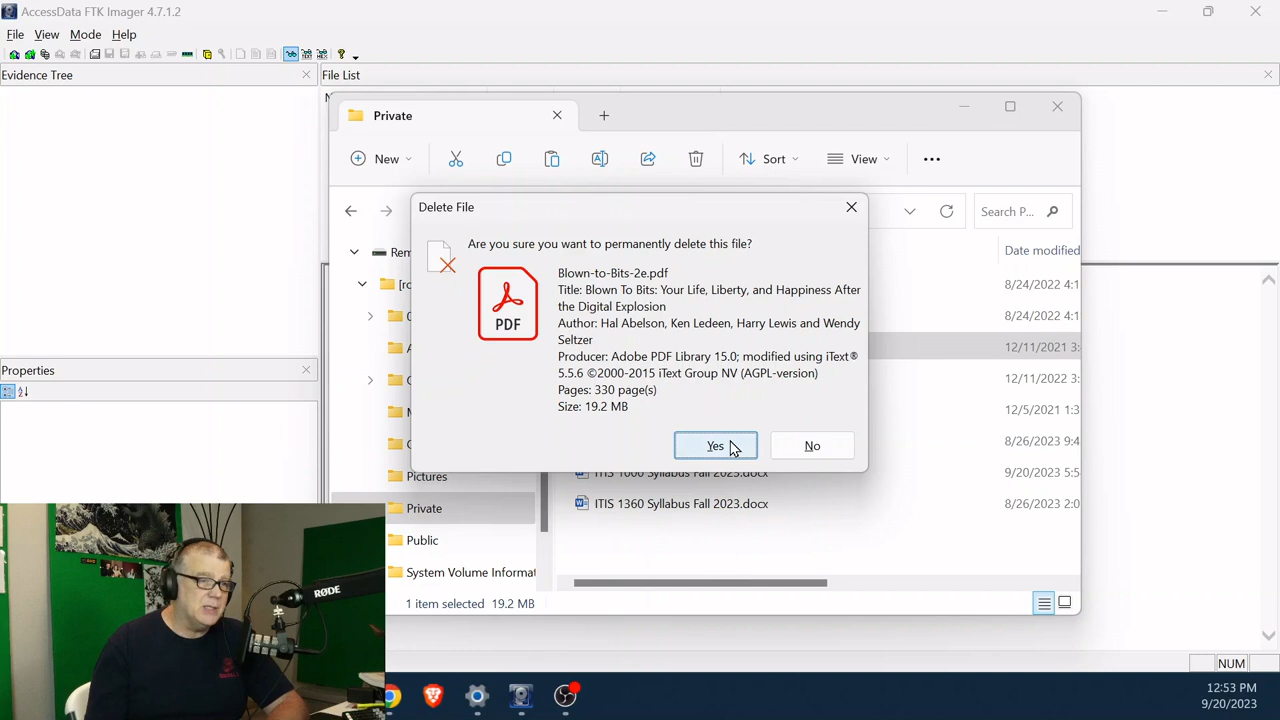 AccessData FTK Imager 4.7.1.2
File View Mode Help
Evidence Tree
File List
Private
New
Sort
View
Search P...
Delete File
Are you sure you want to permanently delete this file?
Blown-to-Bits-2e.pdf
Title: Blown To Bits: Your Life, Liberty, and Happiness After
the Digital Explosion
Author: Hal Abelson, Ken Ledeen, Harry Lewis and Wendy
Seltzer
Producer: Adobe PDF Library 15.0; modified using iText®
5.5.6 ©2000-2015 iText Group NV (AGPL-version)
Pages: 330 page(s)
Size: 19.2 MB
PDF
Yes
No
Rem
[ro
Date modified
8/24/2022 4:1
8/24/2022 4:1
12/11/2021 3:
12/11/2022 3:
12/5/2021 1:3
8/26/2023 9:4
ITIS 1000 Syllabus Fall 2023.docx
9/20/2023 5:5
ITIS 1360 Syllabus Fall 2023.docx
8/26/2023 2:0
Properties
Pictures
Private
Public
System Volume Informat
1 item selected 19.2 MB
RØDE
NUM
12:53 PM
9/20/2023